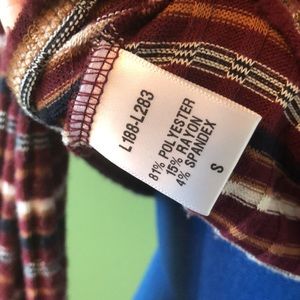 L188-L283
81% POLYESTER
15% RAYON
4% SPANDEX
S